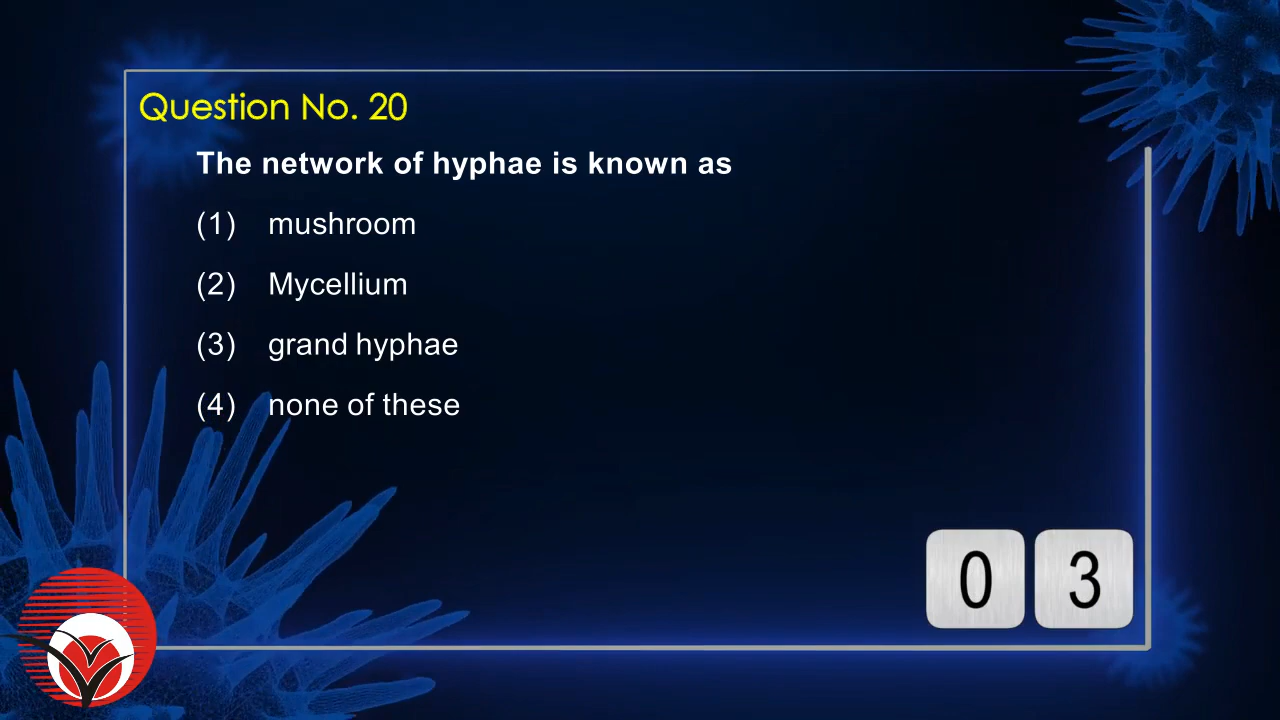 Question No. 20
The network of hyphae is known as
(1) mushroom
(2) Mycellium
(3) grand hyphae
(4) none of these
0 3